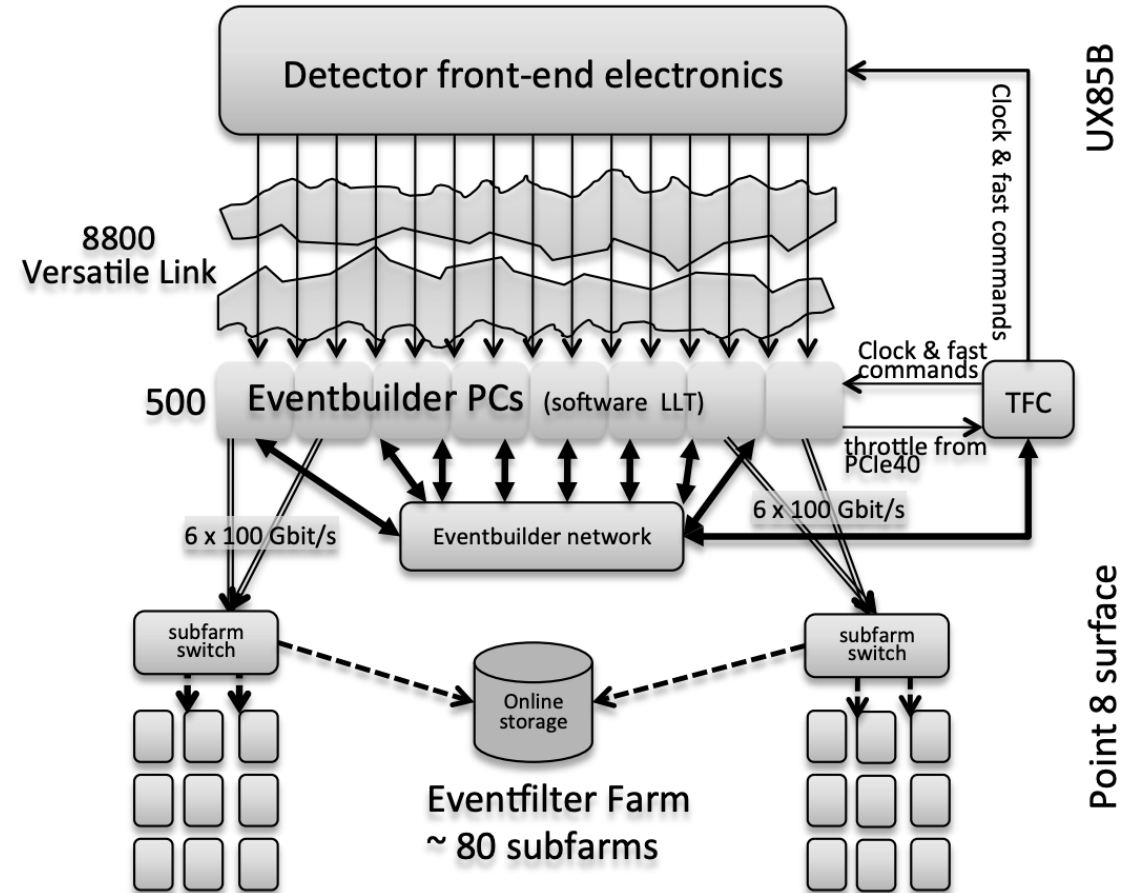 Detector front-end electronics
UX85B
Clock & fast commands
8800
Versatile Link
Clock & fast
commands
500
Eventbuilder PCs (software LLT)
TFC
throttle from
PCIe40
6 x 100 Gbit/s
6 x 100 Gbit/s
Eventbuilder network
Point 8 surface
subfarm
switch
subfarm
switch
Online
storage
Eventfilter Farm
~ 80 subfarms